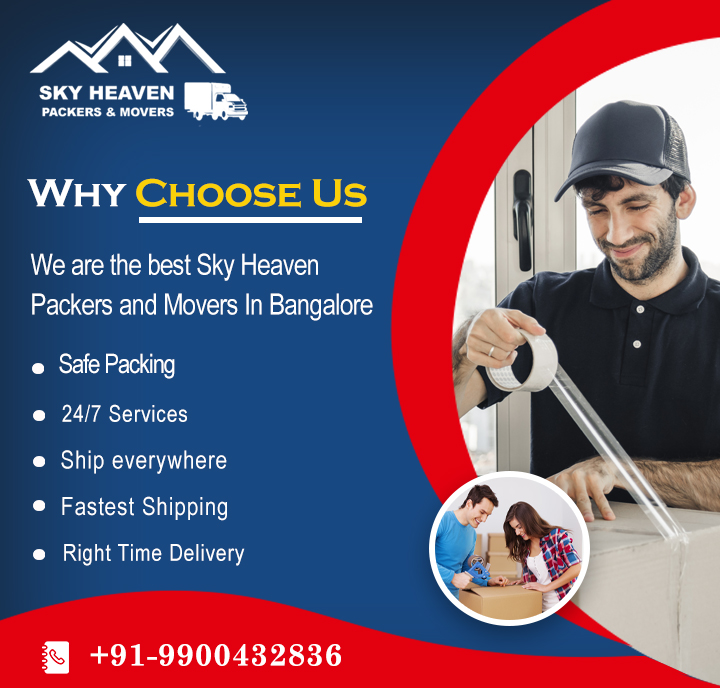 SKY HEAVEN
PACKERS & MOVERS
WHY CHOOSE US
We are the best Sky Heaven
Packers and Movers In Bangalore
Safe Packing
24/7 Services
Ship everywhere
Fastest Shipping
Right Time Delivery
+91-9900432836